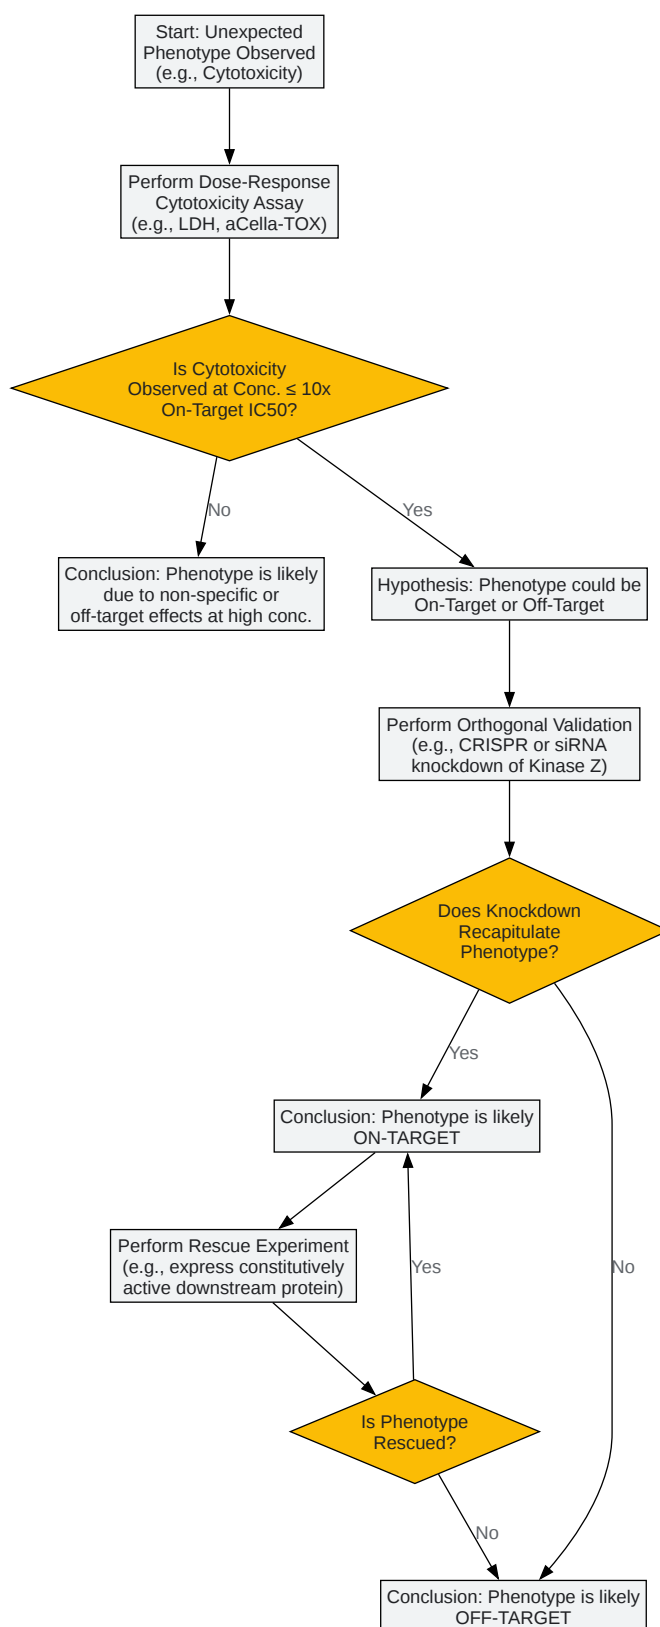 Start: Unexpected
Phenotype Observed
(e.g., Cytotoxicity)
Perform Dose-Response
Cytotoxicity Assay
(e.g., LDH, aCella-TOX)
Is Cytotoxicity
Observed at Conc. ≤ 10x
On-Target IC50?
No
Yes
Conclusion: Phenotype is likely
due to non-specific or
off-target effects at high conc.
Hypothesis: Phenotype could be
On-Target or Off-Target
Perform Orthogonal Validation
(e.g., CRISPR or siRNA
knockdown of Kinase Z)
Does Knockdown
Recapitulate
Phenotype?
Yes
Conclusion: Phenotype is likely
ON-TARGET
Perform Rescue Experiment
(e.g., express constitutively
active downstream protein)
Yes
No
Is Phenotype
Rescued?
No
Conclusion: Phenotype is likely
OFF-TARGET